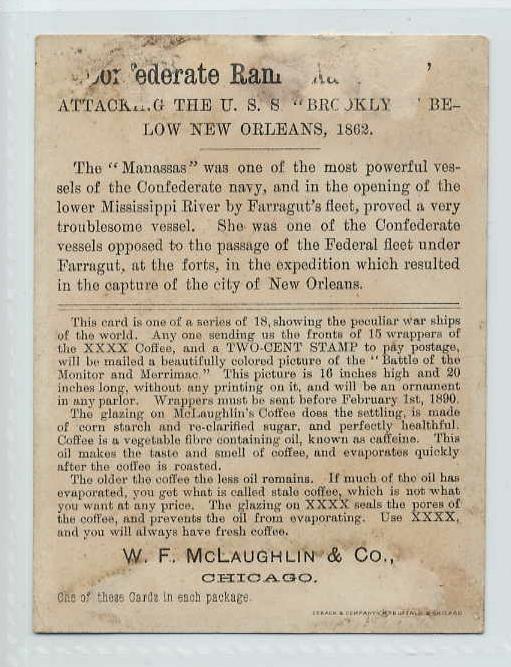 federate Ram
ATTACK G THE U. S. S "BRO KLY " BE-
LOW NEW ORLEANS, 1862.
The "Manassas" was one of the most powerful ves-
sels of the Confederate navy, and in the opening of the
lower Mississippi River by Farragut's fleet, proved a very
troublesome vessel. She was one of the Confederate
vessels opposed to the passage of the Federal fleet under
Farragut, at the forts, in the expedition which resulted
in the capture of the city of New Orleans.
This card is one of a series of 18, showing the peculiar war ships
of the world. Any one sending us the fronts of 15 wrappers of
the XXXX Coffee, and a TWO-CENT STAMP to pay postage,
will be mailed a beautifully colored picture of the "Battle of the
Monitor and Merrimac." This picture is 16 inches high and 20
inches long, without any printing on it, and will be an ornament
in any parlor. Wrappers must be sent before February 1st, 1890.
The glazing on McLaughlin's Coffee does the settling, is made
of corn starch and re-clarified sugar, and perfectly healthful.
Coffee is a vegetable fibre containing oil, known as caffeine. This
oil makes the taste and smell of coffee, and evaporates quickly
after the coffee is roasted.
The older the coffee the less oil remains. If much of the oil has
evaporated, you get what is called stale coffee, which is not what
you want at any price. The glazing on XXXX seals the pores of
the coffee, and prevents the oil from evaporating. Use XXXX,
and you will always have fresh coffee.
W. F. McLAUGHLIN & Co.,
CHICAGO.
One of these Cards in each package.
& COMPANY BUFFALO & CHICAGO